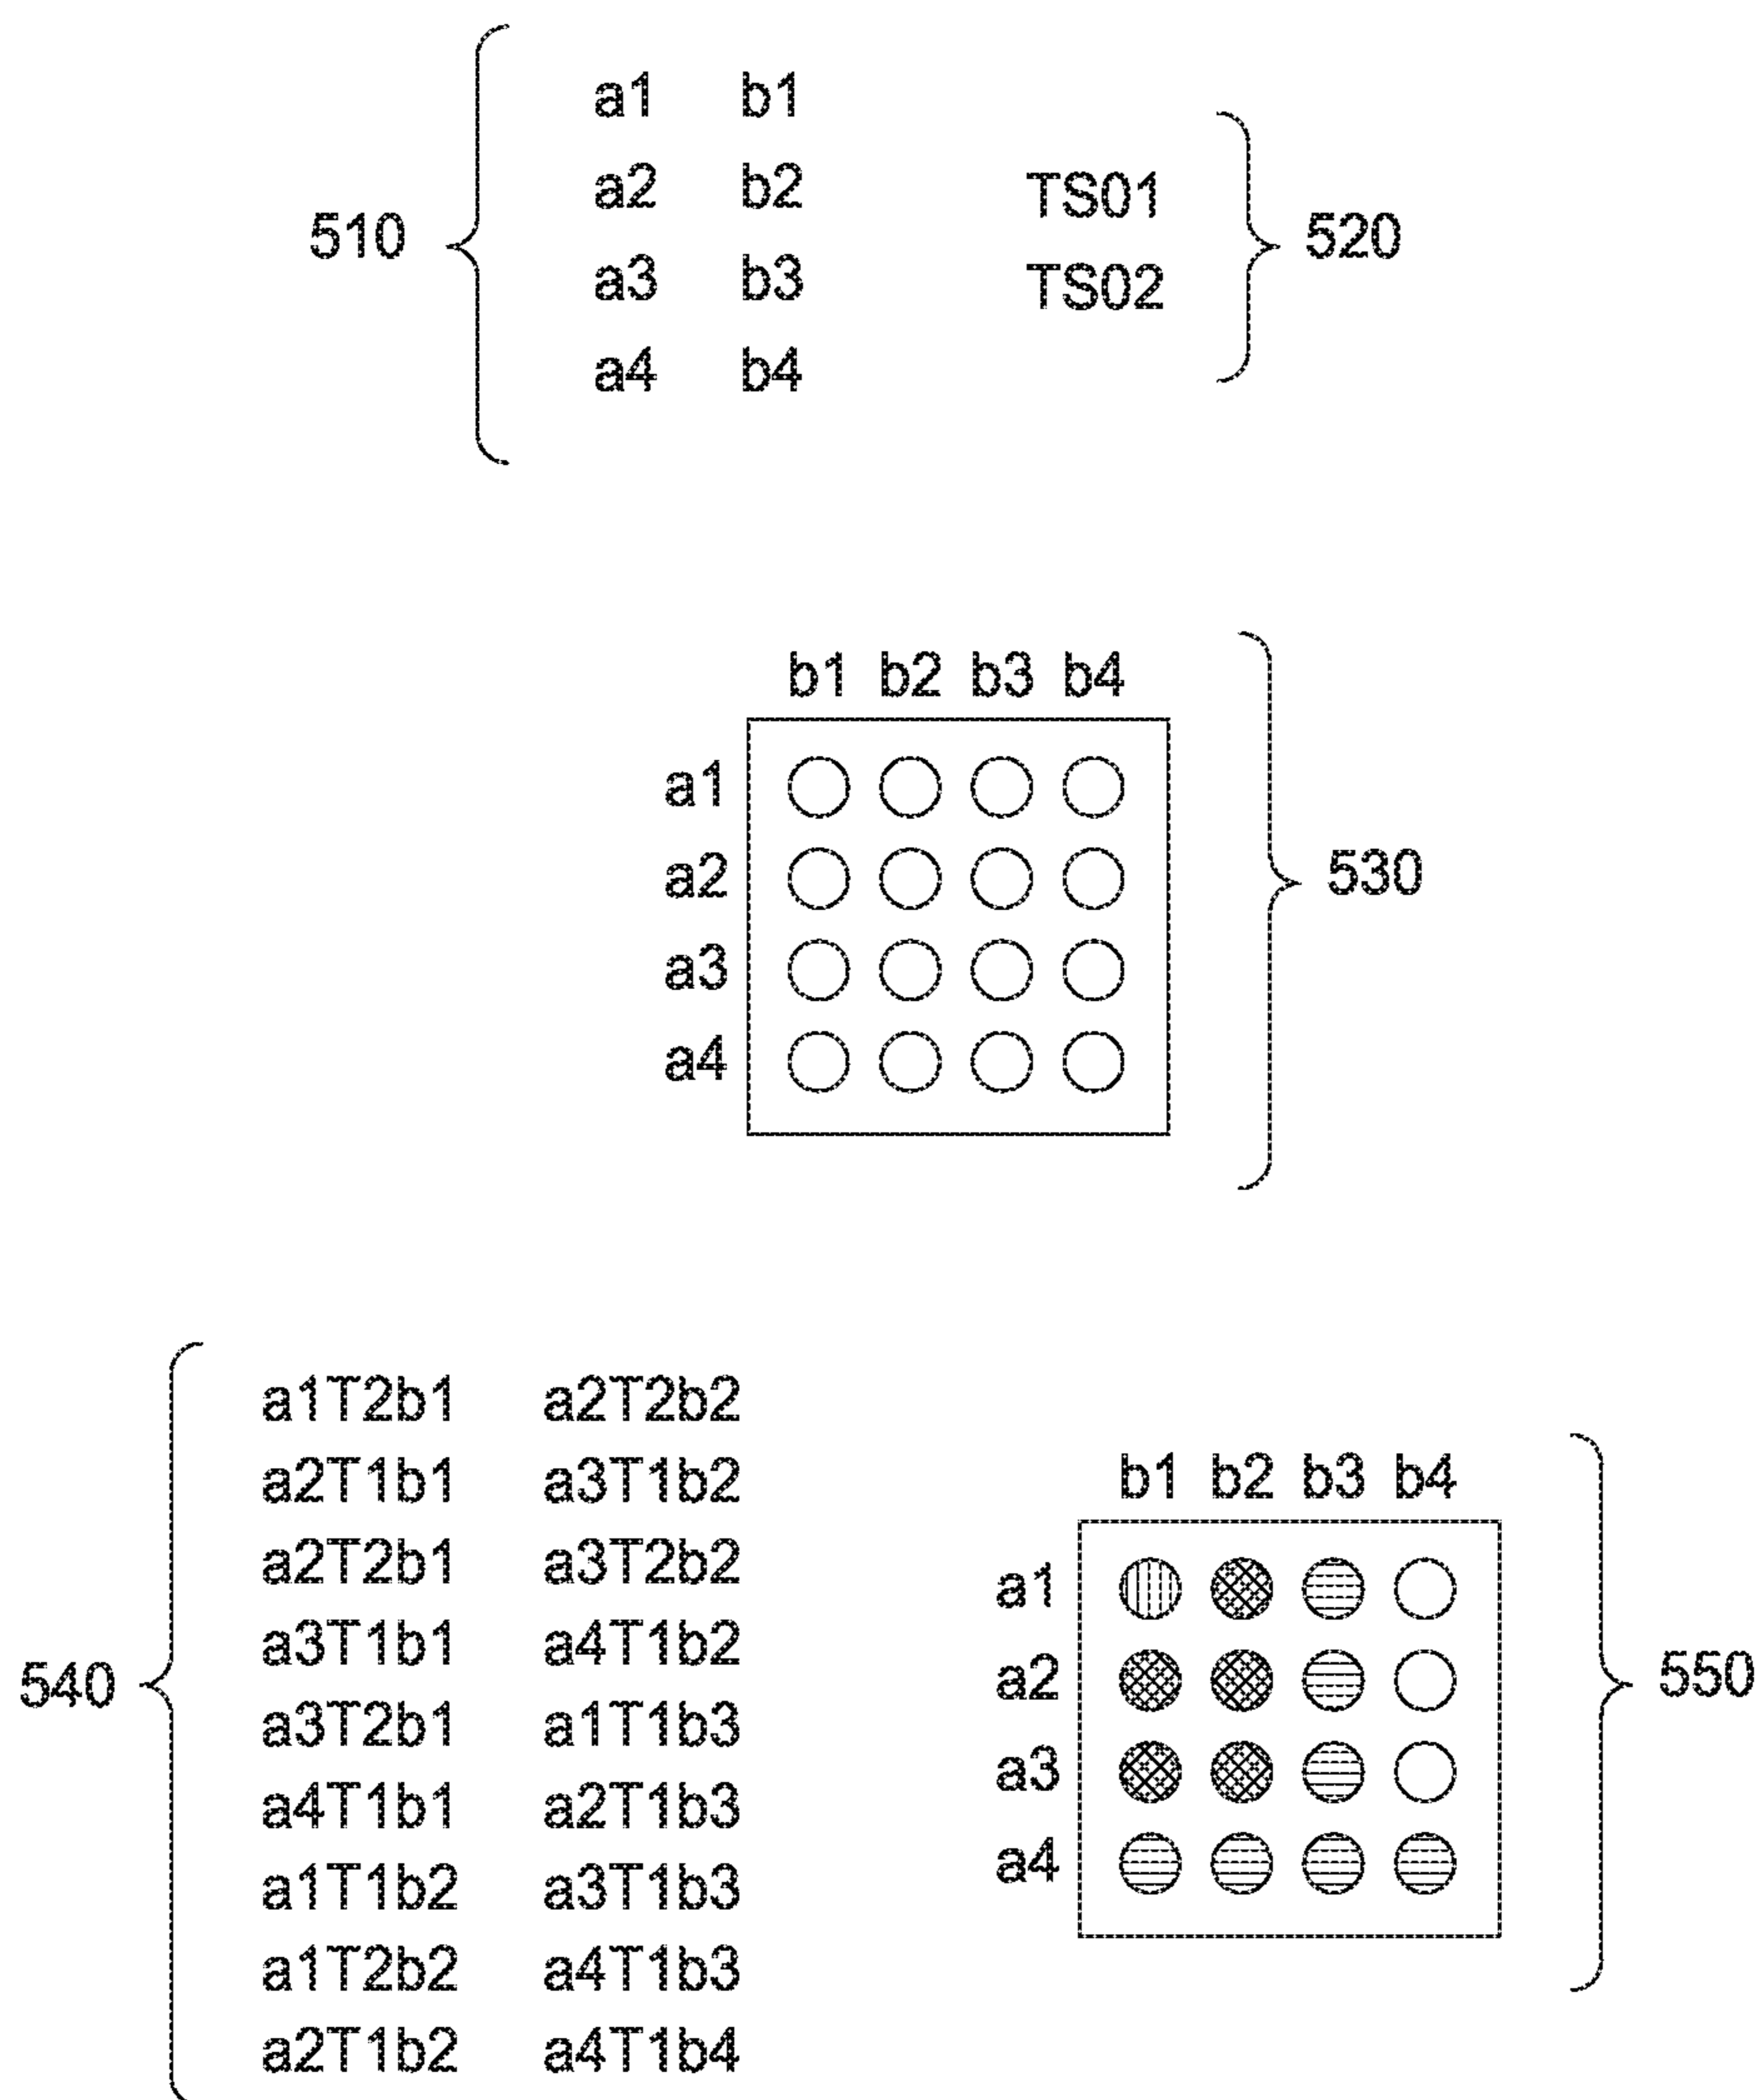 a1 b1
a2 b2
a3 b3
a4 b4
510
TS01
TS02
520
b1 b2 b3 b4
a1
a2
a3
a4
530
540
a1T2b1 a2T2b2
a2T1b1 a3T1b2
a2T2b1 a3T2b2
a3T1b1 a4T1b2
a3T2b1 a1T1b3
a4T1b1 a2T1b3
a1T1b2 a3T1b3
a1T2b2 a4T1b3
a2T1b2 a4T1b4
b1 b2 b3 b4
a1
a2
a3
a4
550